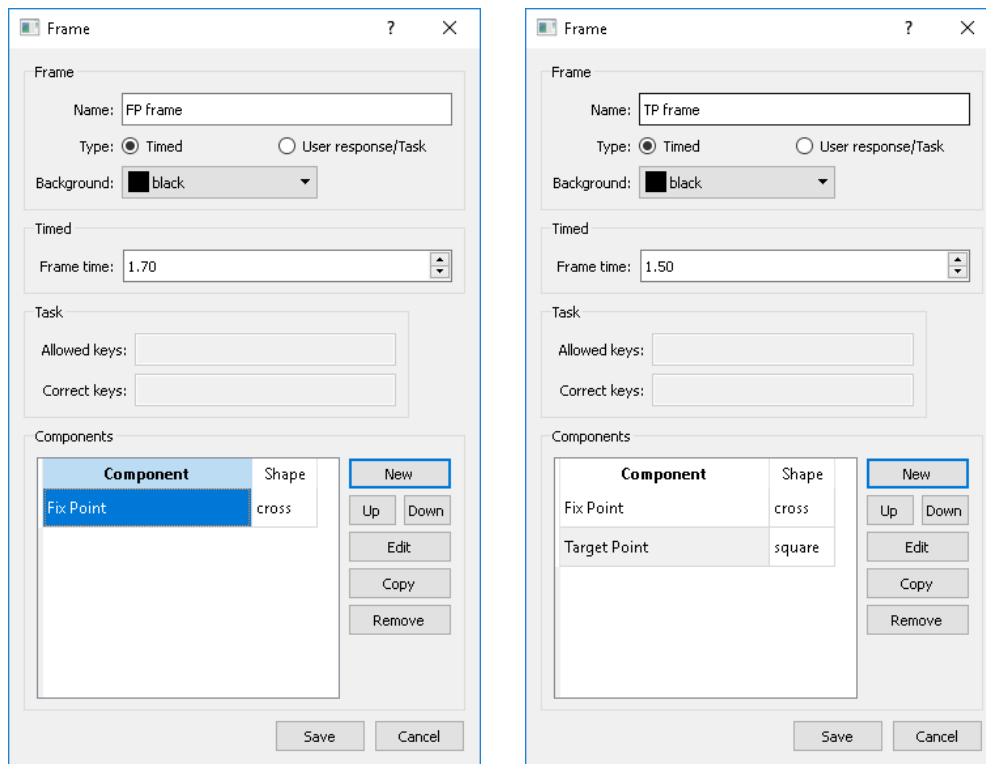 Frame ? ×
Frame
Name: FP frame
Type: Timed User response/Task
Background: black
Timed
Frame time: 1.70
Task
Allowed keys:
Correct keys:
Components
Component Shape
Fix Point cross
New
Up Down
Edit
Copy
Remove
Save Cancel
Frame ? ×
Frame
Name: TP frame
Type: Timed User response/Task
Background: black
Timed
Frame time: 1.50
Task
Allowed keys:
Correct keys:
Components
Component Shape
Fix Point cross
Target Point square
New
Up Down
Edit
Copy
Remove
Save Cancel